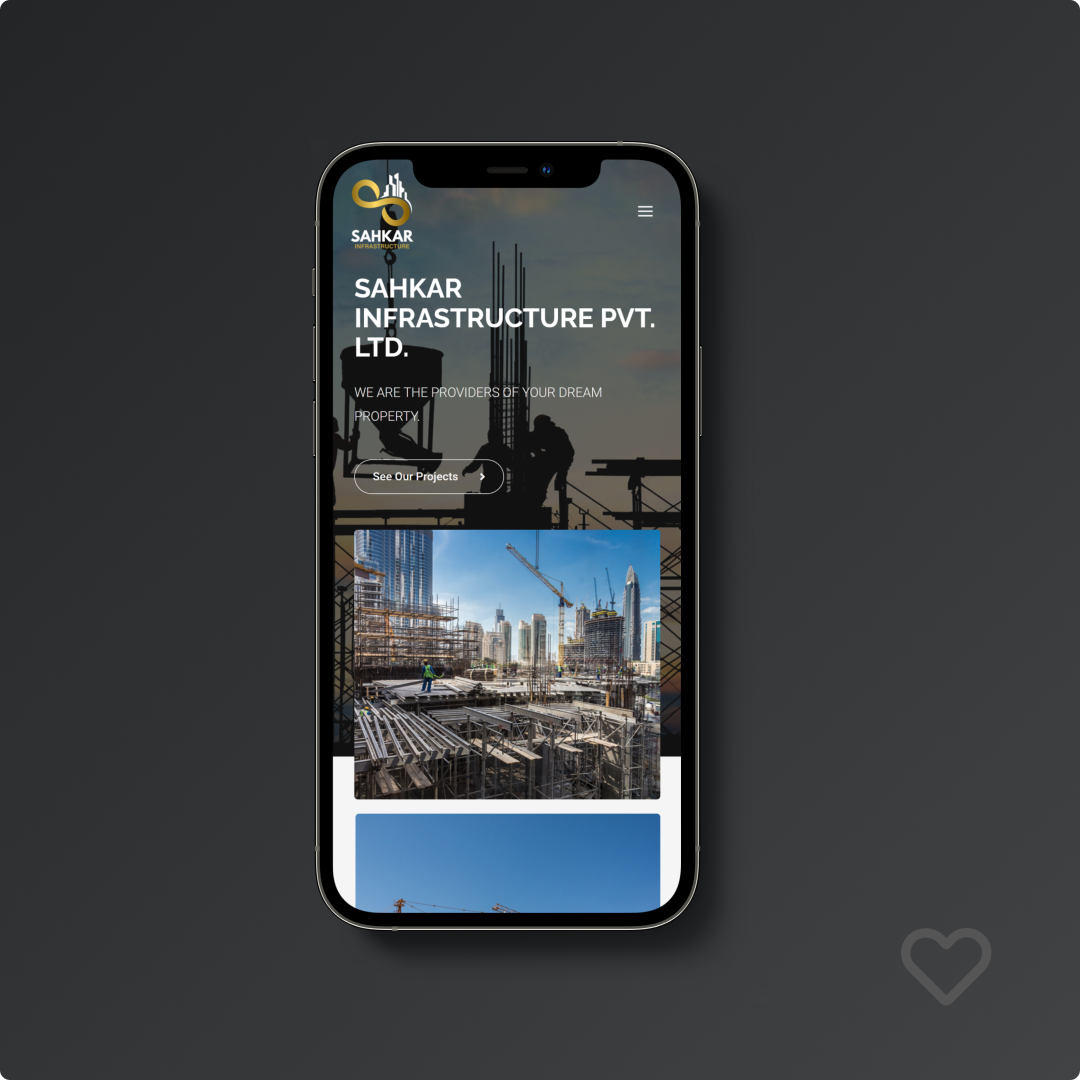 SAHKAR
INFRASTRUCTURE
SAHKAR
INFRASTRUCTURE PVT.
LTD.
WE ARE THE PROVIDERS OF YOUR DREAM
PROPERTY.
See Our Projects